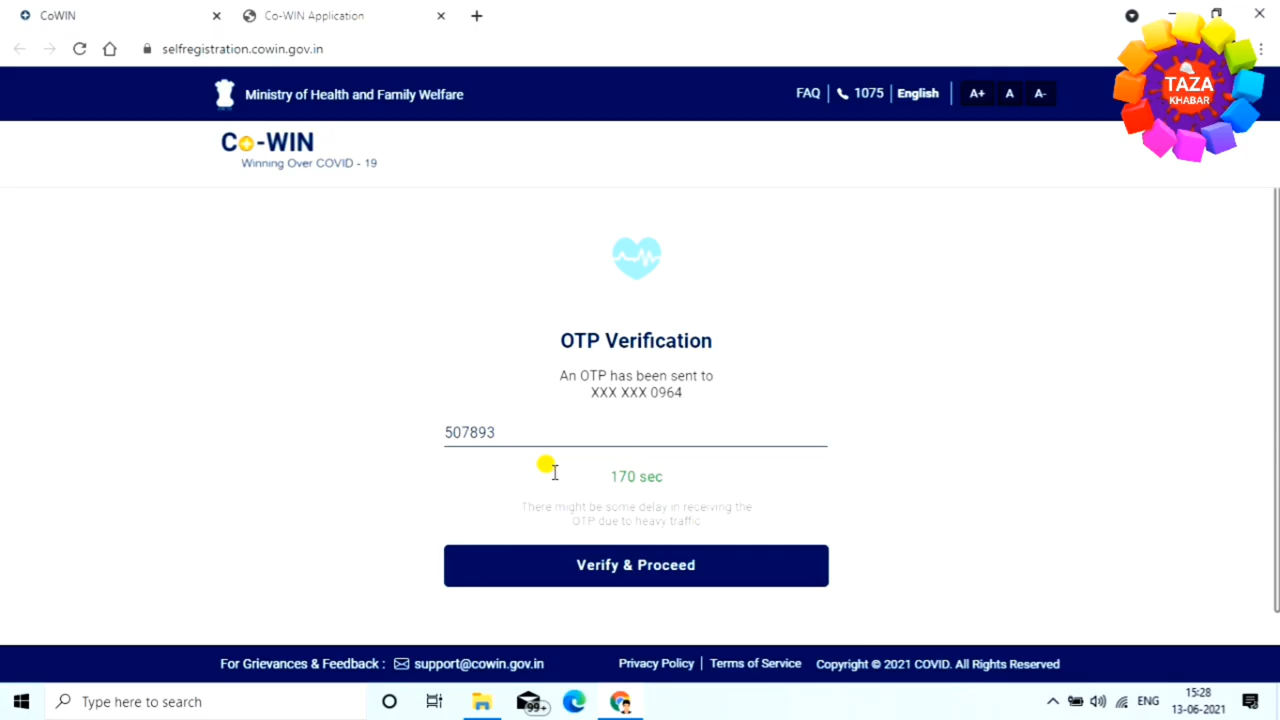 CoWIN
Co-WIN Application
selfregistration.cowin.gov.in
Ministry of Health and Family Welfare
FAQ
1075
English
A+
A
A-
TAZA
KHABAR
Co-WIN
Winning Over COVID - 19
OTP Verification
An OTP has been sent to
XXX XXX 0964
507893
170 sec
There might be some delay in receiving the
OTP due to heavy traffic
Verify & Proceed
For Grievances & Feedback :
support@cowin.gov.in
Privacy Policy
Terms of Service
Copyright © 2021 COVID. All Rights Reserved
Type here to search
99+
ENG
15:28
13-06-2021